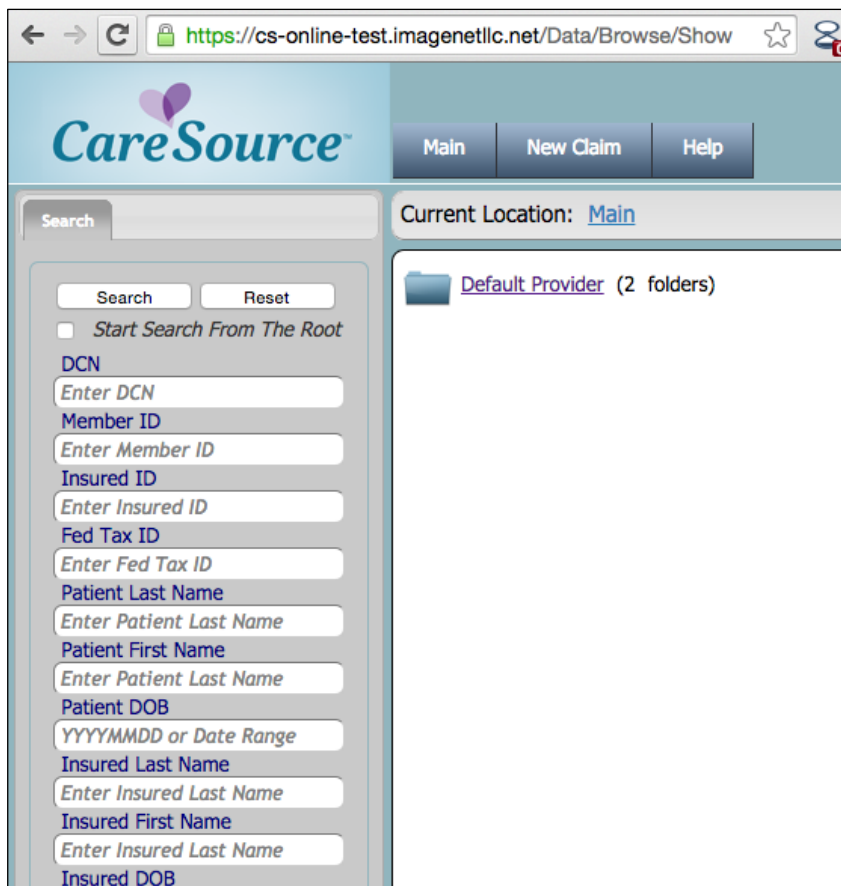 https://cs-online-test.imagenetllc.net/Data/Browse/Show
CareSource™
Main New Claim Help
Search
Current Location: Main
Default Provider (2 folders)
Search Reset
Start Search From The Root
DCN
Enter DCN
Member ID
Enter Member ID
Insured ID
Enter Insured ID
Fed Tax ID
Enter Fed Tax ID
Patient Last Name
Enter Patient Last Name
Patient First Name
Enter Patient Last Name
Patient DOB
YYYYMMDD or Date Range
Insured Last Name
Enter Insured Last Name
Insured First Name
Enter Insured Last Name
Insured DOB